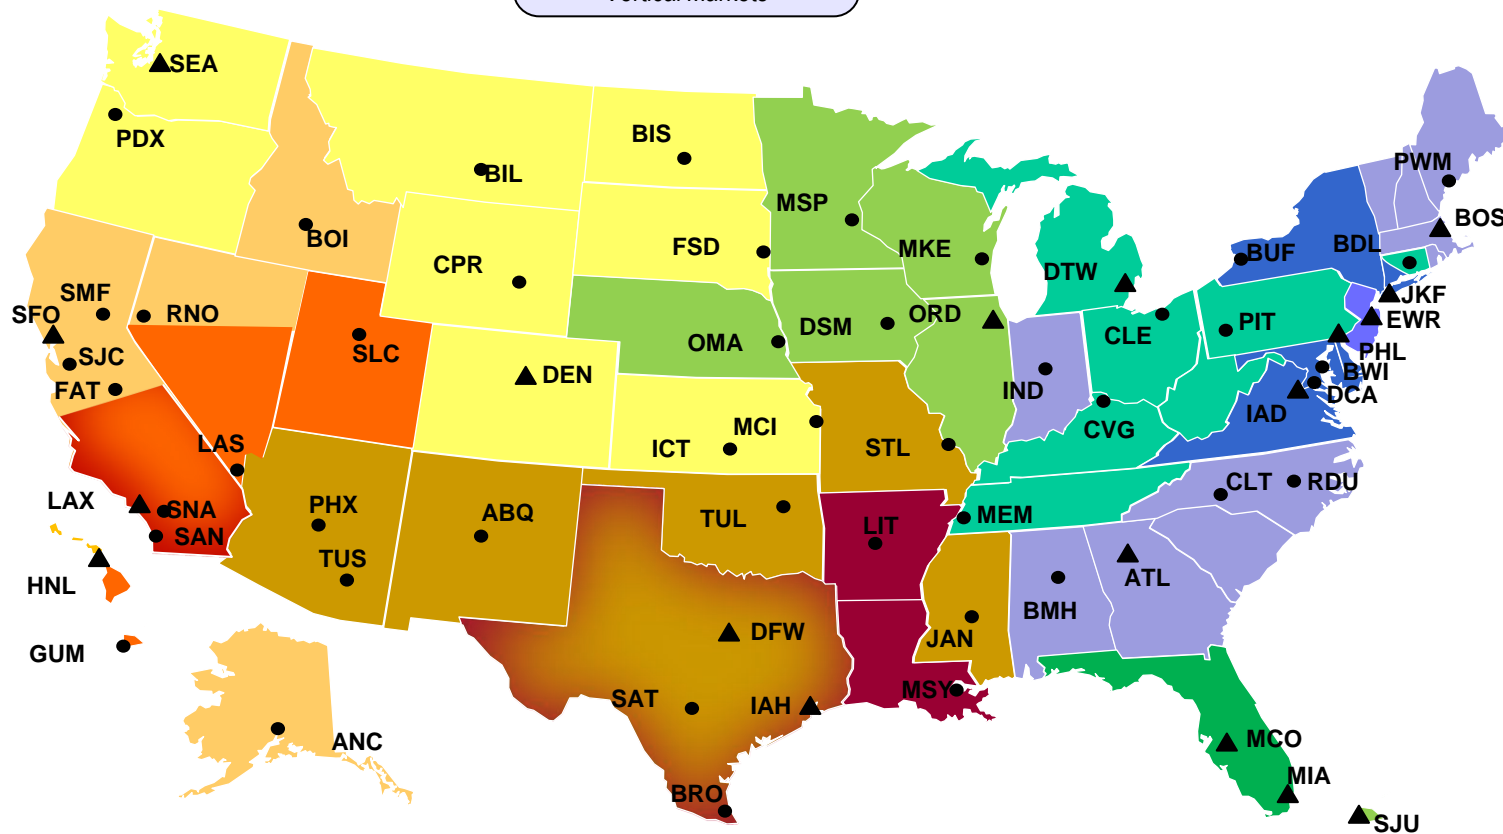 Vertical markets
SEA
PDX
BIS
BIL
PWM
MSP
BOS
BOI
FSD
MKE
BUF
BDL
CPR
DTW
SMF
JKF
SFO
RNO
DSM
ORD
EWR
PIT
CLE
OMA
SLC
SJC
PHL
BWI
DEN
FAT
IND
DCA
IAD
MCI
CVG
LAS
ICT
STL
LAX
SNA
PHX
ABQ
CLT
RDU
TUL
MEM
LIT
SAN
TUS
HNL
ATL
BMH
DFW
JAN
GUM
SAT
IAH
MSY
ANC
MCO
MIA
BRO
SJU